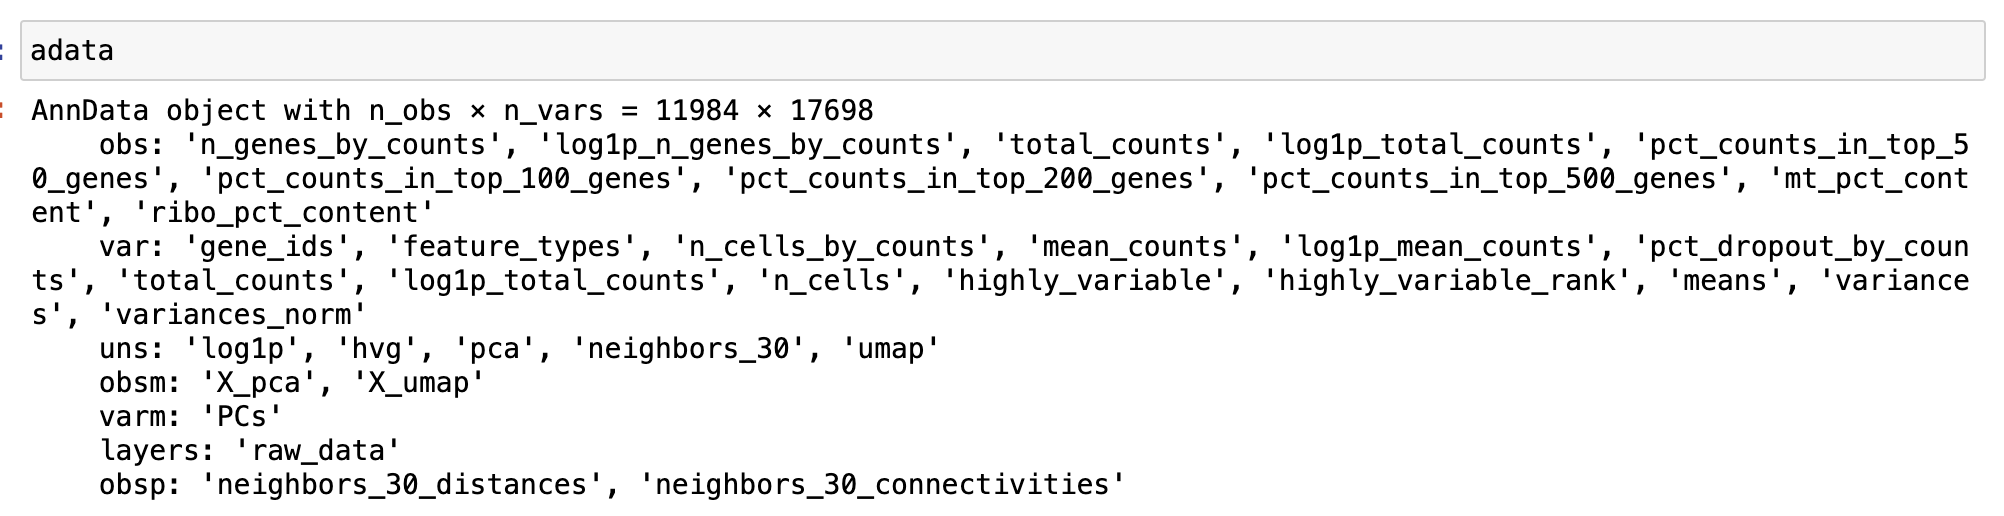 adata
AnnData object with n_obs × n_vars = 11984 × 17698
    obs: 'n_genes_by_counts', 'log1p_n_genes_by_counts', 'total_counts', 'log1p_total_counts', 'pct_counts_in_top_5
0_genes', 'pct_counts_in_top_100_genes', 'pct_counts_in_top_200_genes', 'pct_counts_in_top_500_genes', 'mt_pct_cont
ent', 'ribo_pct_content'
    var: 'gene_ids', 'feature_types', 'n_cells_by_counts', 'mean_counts', 'log1p_mean_counts', 'pct_dropout_by_coun
ts', 'total_counts', 'log1p_total_counts', 'n_cells', 'highly_variable', 'highly_variable_rank', 'means', 'variance
s', 'variances_norm'
    uns: 'log1p', 'hvg', 'pca', 'neighbors_30', 'umap'
    obsm: 'X_pca', 'X_umap'
    varm: 'PCs'
    layers: 'raw_data'
    obsp: 'neighbors_30_distances', 'neighbors_30_connectivities'